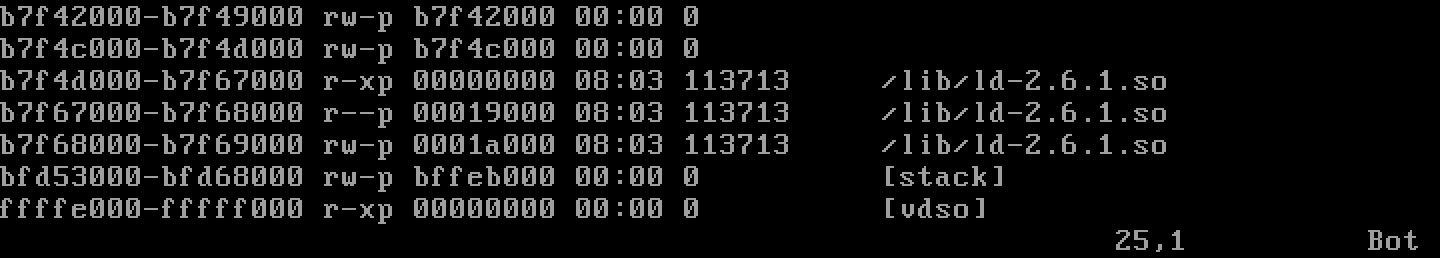 b7f42000-b7f49000 rw-p b7f42000 00:00 0
b7f4c000-b7f4d000 rw-p b7f4c000 00:00 0
b7f4d000-b7f67000 r-xp 00000000 08:03 113713     /lib/ld-2.6.1.so
b7f67000-b7f68000 r--p 00019000 08:03 113713     /lib/ld-2.6.1.so
b7f68000-b7f69000 rw-p 0001a000 08:03 113713     /lib/ld-2.6.1.so
bfd53000-bfd68000 rw-p bffeb000 00:00 0          [stack]
ffffe000-fffff000 r-xp 00000000 00:00 0          [vdso]
25,1          Bot